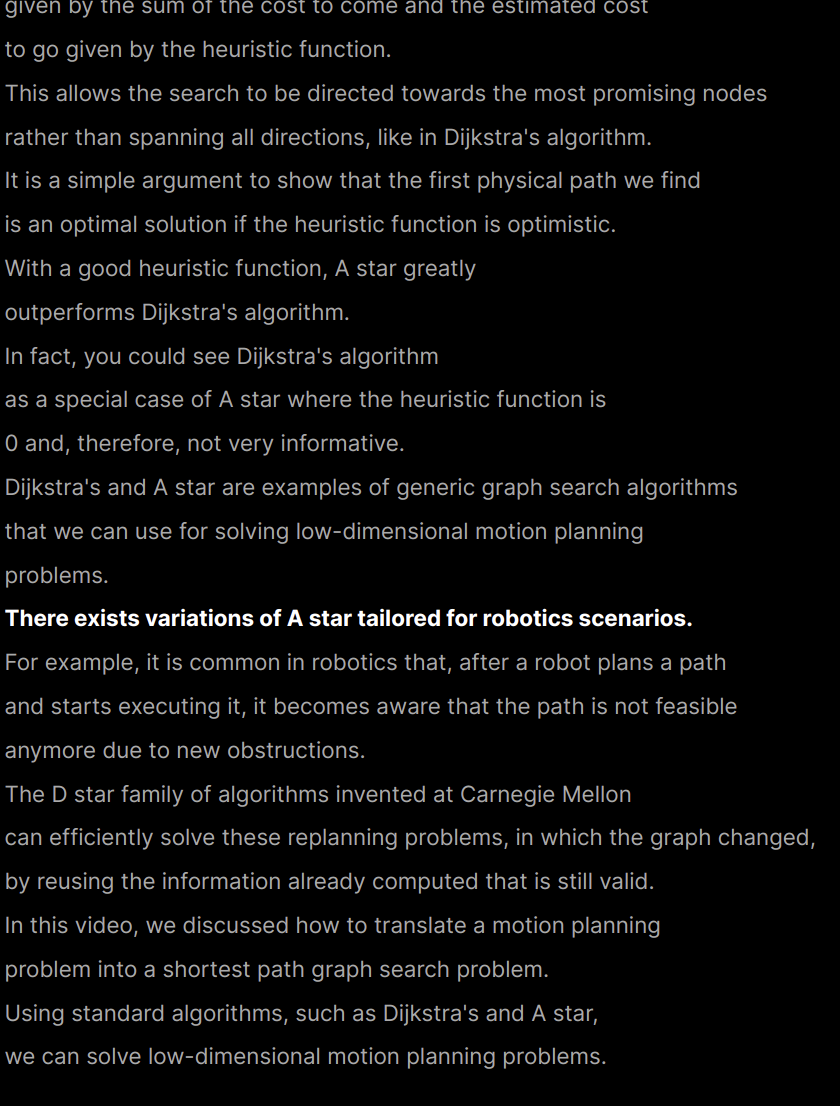 given by the sum of the cost to come and the estimated cost
to go given by the heuristic function.
This allows the search to be directed towards the most promising nodes
rather than spanning all directions, like in Dijkstra's algorithm.
It is a simple argument to show that the first physical path we find
is an optimal solution if the heuristic function is optimistic.
With a good heuristic function, A star greatly
outperforms Dijkstra's algorithm.
In fact, you could see Dijkstra's algorithm
as a special case of A star where the heuristic function is
0 and, therefore, not very informative.
Dijkstra's and A star are examples of generic graph search algorithms
that we can use for solving low-dimensional motion planning
problems.
There exists variations of A star tailored for robotics scenarios.
For example, it is common in robotics that, after a robot plans a path
and starts executing it, it becomes aware that the path is not feasible
anymore due to new obstructions.
The D star family of algorithms invented at Carnegie Mellon
can efficiently solve these replanning problems, in which the graph changed,
by reusing the information already computed that is still valid.
In this video, we discussed how to translate a motion planning
problem into a shortest path graph search problem.
Using standard algorithms, such as Dijkstra's and A star,
we can solve low-dimensional motion planning problems.